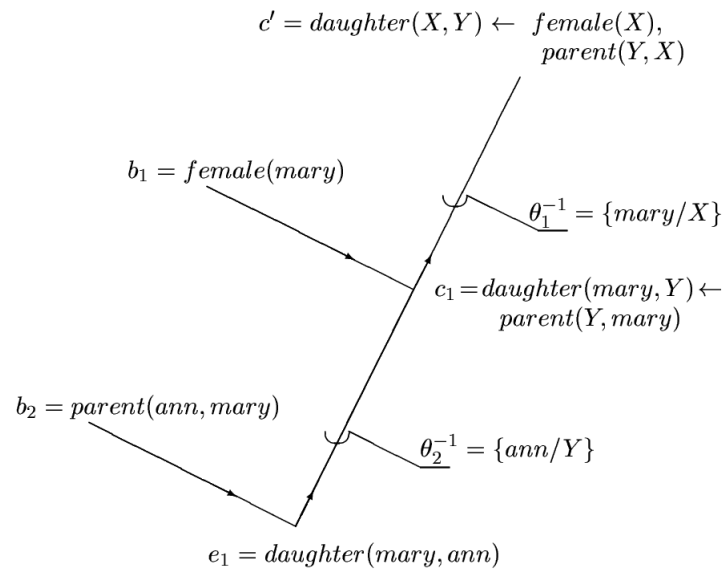 c′ = daughter(X, Y) ← female(X),
parent(Y, X)
b₁ = female(mary)
θ₁⁻¹ = {mary/X}
c₁ = daughter(mary, Y) ←
parent(Y, mary)
b₂ = parent(ann, mary)
θ₂⁻¹ = {ann/Y}
e₁ = daughter(mary, ann)